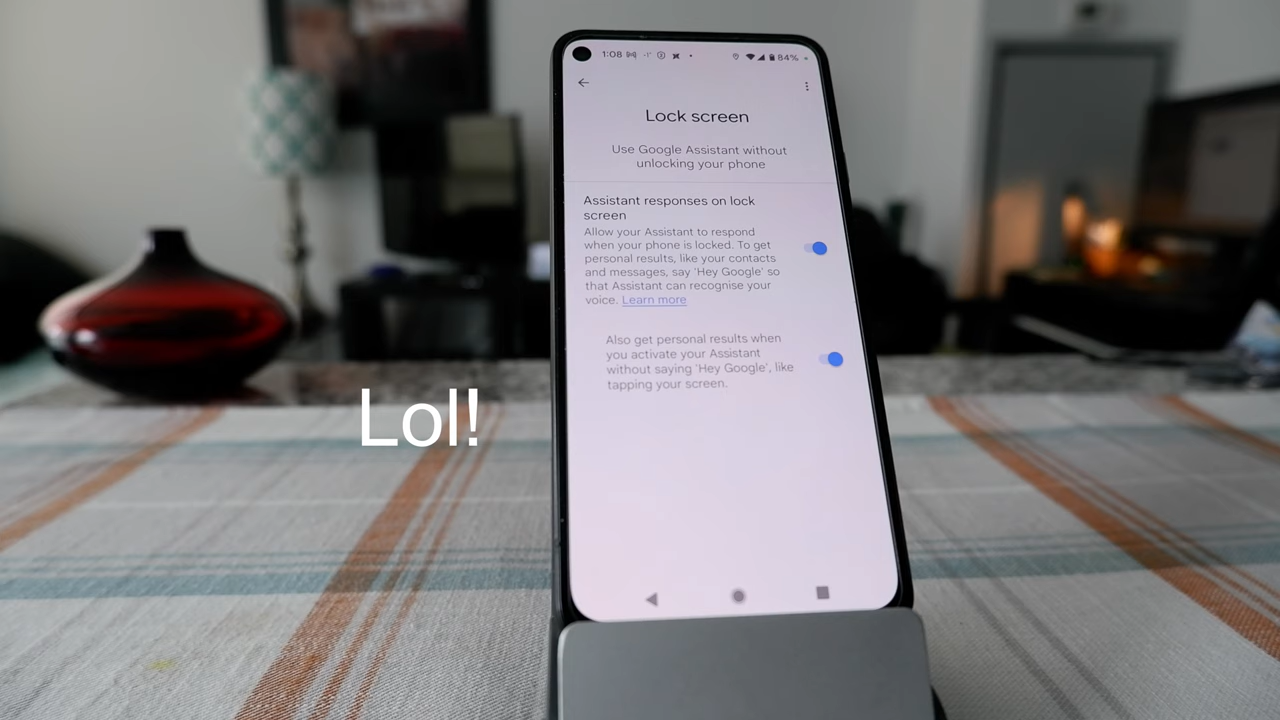 1:08
84%
Lock screen
Use Google Assistant without
unlocking your phone
Assistant responses on lock
screen
Allow your Assistant to respond
when your phone is locked. To get
personal results, like your contacts
and messages, say 'Hey Google' so
that Assistant can recognise your
voice. Learn more
Also get personal results when
you activate your Assistant
without saying 'Hey Google', like
tapping your screen.
Lol!